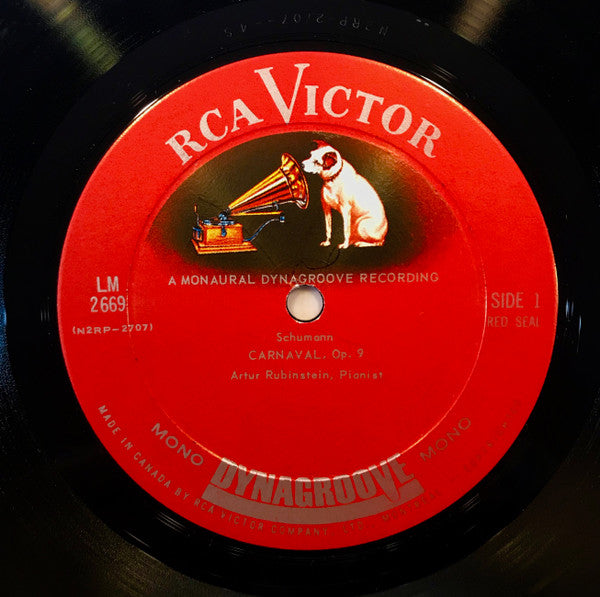 RCA VICTOR
A MONAURAL DYNAGROOVE RECORDING
LM
2669
(N2RP-2707)
SIDE 1
RED SEAL
Schumann
CARNAVAL, Op. 9
Artur Rubinstein, Pianist
MONO DYNAGROOVE MONO
MADE IN CANADA BY RCA VICTOR COMPANY